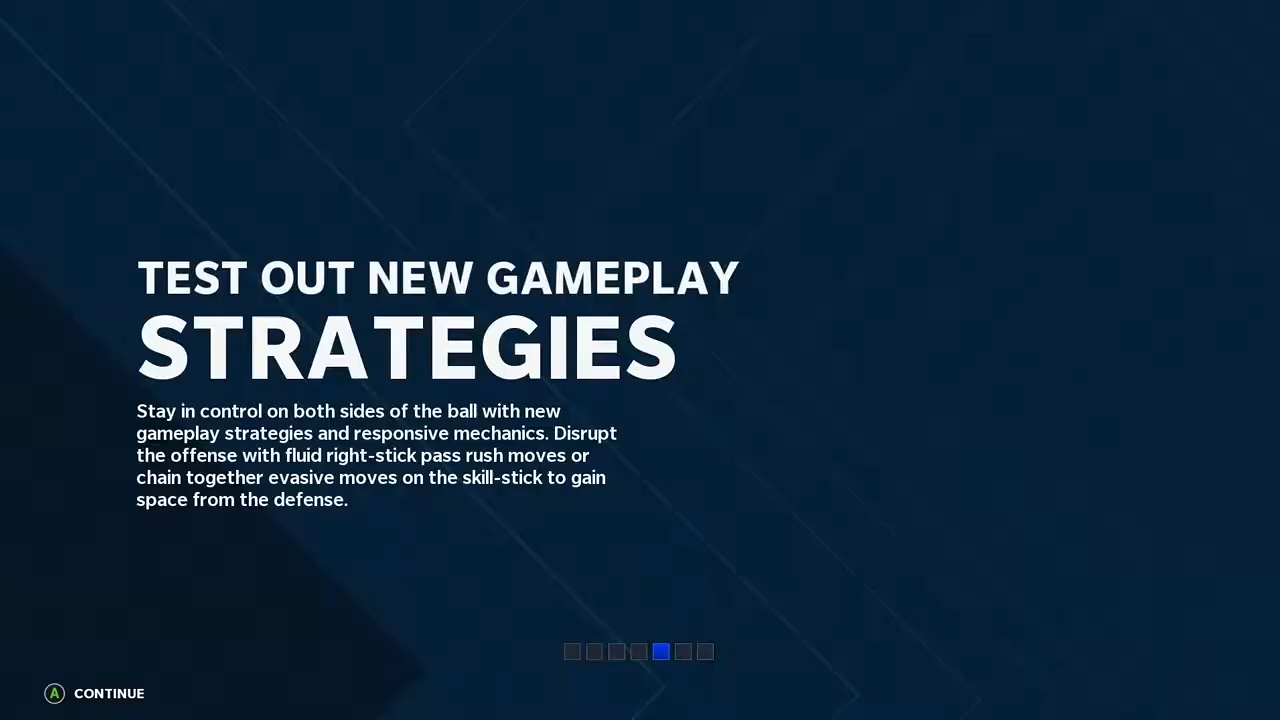 TEST OUT NEW GAMEPLAY
STRATEGIES
Stay in control on both sides of the ball with new
gameplay strategies and responsive mechanics. Disrupt
the offense with fluid right-stick pass rush moves or
chain together evasive moves on the skill-stick to gain
space from the defense.
A CONTINUE